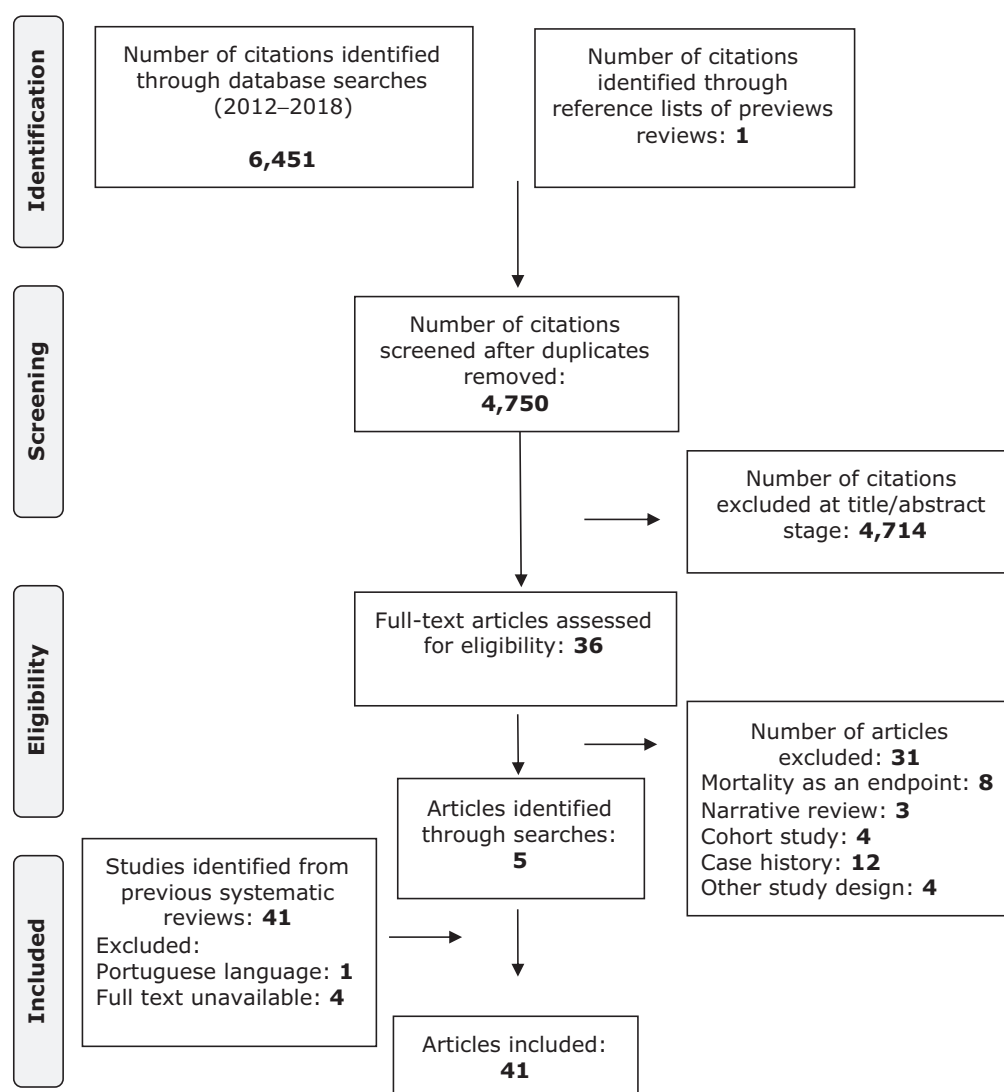 Identification
Number of citations identified
through database searches
(2012–2018)
6,451
Number of citations
identified through
reference lists of previews
reviews: 1
Screening
Number of citations
screened after duplicates
removed:
4,750
Number of citations
excluded at title/abstract
stage: 4,714
Eligibility
Full-text articles assessed
for eligibility: 36
Number of articles
excluded: 31
Mortality as an endpoint: 8
Narrative review: 3
Cohort study: 4
Case history: 12
Other study design: 4
Articles identified
through searches:
5
Included
Studies identified from
previous systematic
reviews: 41
Excluded:
Portuguese language: 1
Full text unavailable: 4
Articles included:
41